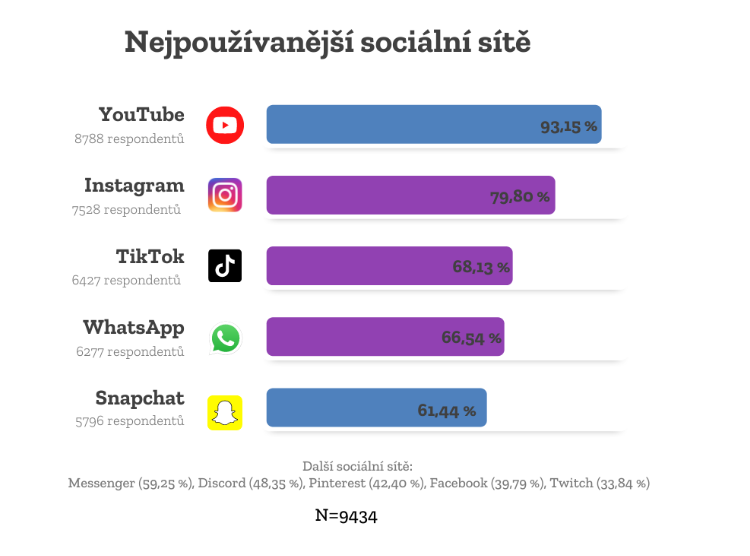 Nejpoužívanější sociální sítě
YouTube
8788 respondentů
93,15 %
Instagram
7528 respondentů
79,80 %
TikTok
6427 respondentů
68,13 %
WhatsApp
6277 respondentů
66,54 %
Snapchat
5796 respondentů
61,44 %
Další sociální sítě:
Messenger (59,25 %), Discord (48,35 %), Pinterest (42,40 %), Facebook (39,79 %), Twitch (33,84 %)
N=9434